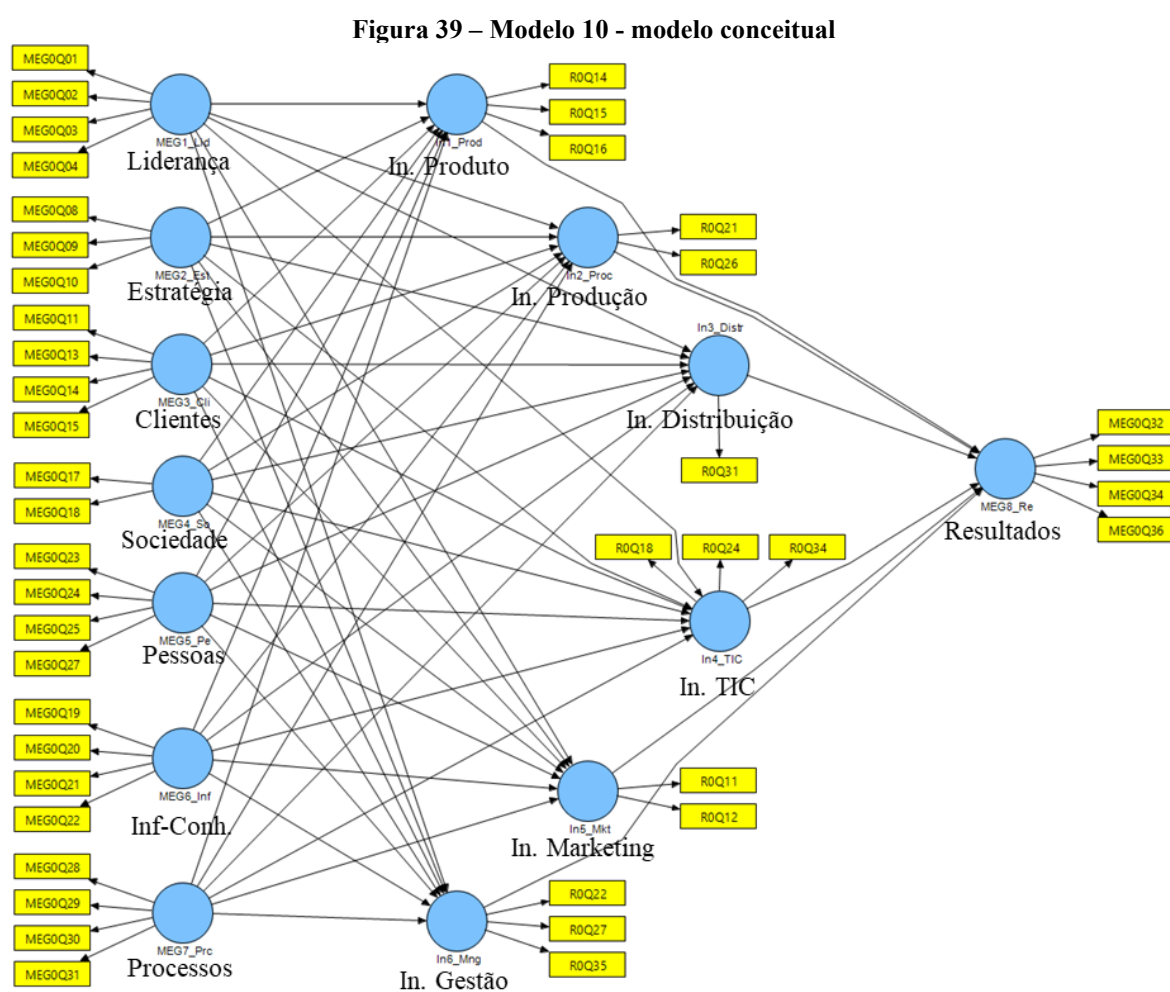 Figura 39 – Modelo 10 - modelo conceitual
MEG0Q01
MEG0Q02
MEG0Q03
MEG0Q04
MEG1_Lid
Liderança
MEG0Q08
MEG0Q09
MEG0Q10
MEG2_Est
Estratégia
MEG0Q11
MEG0Q13
MEG0Q14
MEG0Q15
MEG3_Cli
Clientes
MEG0Q17
MEG0Q18
MEG4_So
Sociedade
MEG0Q23
MEG0Q24
MEG0Q25
MEG0Q27
MEG5_Pe
Pessoas
MEG0Q19
MEG0Q20
MEG0Q21
MEG0Q22
MEG6_Inf
Inf-Conh.
MEG0Q28
MEG0Q29
MEG0Q30
MEG0Q31
MEG7_Prc
Processos
R0Q14
R0Q15
R0Q16
In1_Prod
In. Produto
R0Q21
R0Q26
In2_Proc
In. Produção
In3_Distr
In. Distribuição
R0Q31
R0Q18
R0Q24
R0Q34
In4_TIC
In. TIC
R0Q11
R0Q12
In5_Mkt
In. Marketing
R0Q22
R0Q27
R0Q35
In6_Mng
In. Gestão
MEG0Q32
MEG0Q33
MEG0Q34
MEG0Q36
MEG8_Re
Resultados